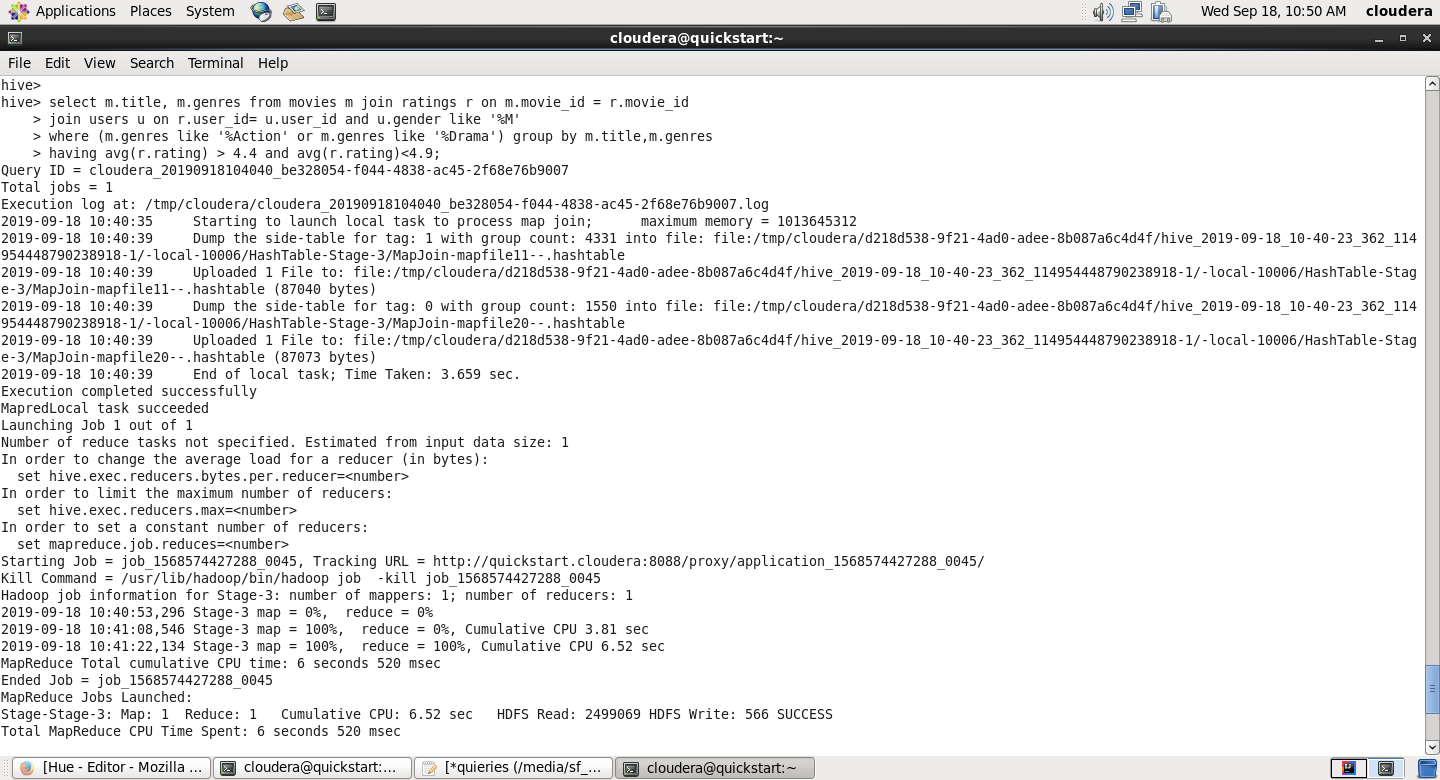 Applications Places System Wed Sep 18, 10:50 AM cloudera
cloudera@quickstart:~
File Edit View Search Terminal Help
hive>
hive> select m.title, m.genres from movies m join ratings r on m.movie_id = r.movie_id
    > join users u on r.user_id= u.user_id and u.gender like '%M'
    > where (m.genres like '%Action' or m.genres like '%Drama') group by m.title,m.genres
    > having avg(r.rating) > 4.4 and avg(r.rating)<4.9;
Query ID = cloudera_20190918104040_be328054-f044-4838-ac45-2f68e76b9007
Total jobs = 1
Execution log at: /tmp/cloudera/cloudera_20190918104040_be328054-f044-4838-ac45-2f68e76b9007.log
2019-09-18 10:40:35     Starting to launch local task to process map join;      maximum memory = 1013645312
2019-09-18 10:40:39     Dump the side-table for tag: 1 with group count: 4331 into file: file:/tmp/cloudera/d218d538-9f21-4ad0-adee-8b087a6c4d4f/hive_2019-09-18_10-40-23_362_114
954448790238918-1/-local-10006/HashTable-Stage-3/MapJoin-mapfile11--.hashtable
2019-09-18 10:40:39     Uploaded 1 File to: file:/tmp/cloudera/d218d538-9f21-4ad0-adee-8b087a6c4d4f/hive_2019-09-18_10-40-23_362_114954448790238918-1/-local-10006/HashTable-Stag
e-3/MapJoin-mapfile11--.hashtable (87040 bytes)
2019-09-18 10:40:39     Dump the side-table for tag: 0 with group count: 1550 into file: file:/tmp/cloudera/d218d538-9f21-4ad0-adee-8b087a6c4d4f/hive_2019-09-18_10-40-23_362_114
954448790238918-1/-local-10006/HashTable-Stage-3/MapJoin-mapfile20--.hashtable
2019-09-18 10:40:39     Uploaded 1 File to: file:/tmp/cloudera/d218d538-9f21-4ad0-adee-8b087a6c4d4f/hive_2019-09-18_10-40-23_362_114954448790238918-1/-local-10006/HashTable-Stag
e-3/MapJoin-mapfile20--.hashtable (87073 bytes)
2019-09-18 10:40:39     End of local task; Time Taken: 3.659 sec.
Execution completed successfully
MapredLocal task succeeded
Launching Job 1 out of 1
Number of reduce tasks not specified. Estimated from input data size: 1
In order to change the average load for a reducer (in bytes):
  set hive.exec.reducers.bytes.per.reducer=<number>
In order to limit the maximum number of reducers:
  set hive.exec.reducers.max=<number>
In order to set a constant number of reducers:
  set mapreduce.job.reduces=<number>
Starting Job = job_1568574427288_0045, Tracking URL = http://quickstart.cloudera:8088/proxy/application_1568574427288_0045/
Kill Command = /usr/lib/hadoop/bin/hadoop job  -kill job_1568574427288_0045
Hadoop job information for Stage-3: number of mappers: 1; number of reducers: 1
2019-09-18 10:40:53,296 Stage-3 map = 0%,  reduce = 0%
2019-09-18 10:41:08,546 Stage-3 map = 100%,  reduce = 0%, Cumulative CPU 3.81 sec
2019-09-18 10:41:22,134 Stage-3 map = 100%,  reduce = 100%, Cumulative CPU 6.52 sec
MapReduce Total cumulative CPU time: 6 seconds 520 msec
Ended Job = job_1568574427288_0045
MapReduce Jobs Launched:
Stage-Stage-3: Map: 1  Reduce: 1   Cumulative CPU: 6.52 sec   HDFS Read: 2499069 HDFS Write: 566 SUCCESS
Total MapReduce CPU Time Spent: 6 seconds 520 msec
[Hue - Editor - Mozilla ... cloudera@quickstart:... [*quieries (/media/sf_... cloudera@quickstart:~